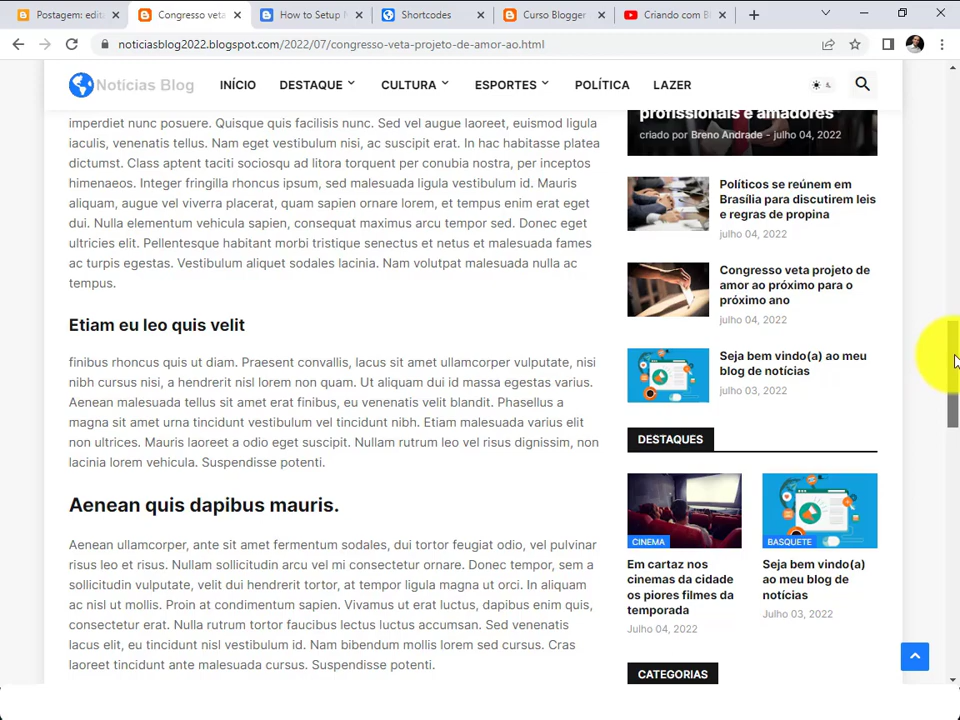 Postagem: edit
Congresso veta
How to Setup P
Shortcodes
Curso Blogger
Criando com B
noticiasblog2022.blogspot.com/2022/07/congresso-veta-projeto-de-amor-ao.html
Notícias Blog
INÍCIO
DESTAQUE
CULTURA
ESPORTES
POLÍTICA
LAZER
imperdiet nunc posuere. Quisque quis facilisis nunc. Sed vel augue laoreet, euismod ligula
iaculis, venenatis tellus. Nam eget vestibulum nisi, ac suscipit erat. In hac habitasse platea
dictumst. Class aptent taciti sociosqu ad litora torquent per conubia nostra, per inceptos
himenaeos. Integer fringilla rhoncus ipsum, sed malesuada ligula vestibulum id. Mauris
aliquam, augue vel viverra placerat, quam sapien ornare lorem, et tempus enim erat eget
dui. Nulla elementum vehicula sapien, consequat maximus arcu tempor sed. Donec eget
ultricies elit. Pellentesque habitant morbi tristique senectus et netus et malesuada fames
ac turpis egestas. Vestibulum aliquet sodales lacinia. Nam volutpat malesuada nulla ac
tempus.
Etiam eu leo quis velit
finibus rhoncus quis ut diam. Praesent convallis, lacus sit amet ullamcorper vulputate, nisi
nibh cursus nisi, a hendrerit nisl lorem non quam. Ut aliquam dui id massa egestas varius.
Aenean malesuada tellus sit amet erat finibus, eu venenatis velit blandit. Phasellus a
magna sit amet urna tincidunt vestibulum vel tincidunt nibh. Etiam malesuada varius elit
non ultrices. Mauris laoreet a odio eget suscipit. Nullam rutrum leo vel risus dignissim, non
lacinia lorem vehicula. Suspendisse potenti.
Aenean quis dapibus mauris.
Aenean ullamcorper, ante sit amet fermentum sodales, dui tortor feugiat odio, vel pulvinar
risus leo et risus. Nullam sollicitudin arcu vel mi consectetur ornare. Donec tempor, sem a
sollicitudin vulputate, velit dui hendrerit tortor, at tempor ligula magna ut orci. In aliquam
ac nisl ut mollis. Proin at condimentum sapien. Vivamus ut erat luctus, dapibus enim quis,
consectetur erat. Nulla rutrum tortor faucibus lectus luctus accumsan. Sed venenatis
lacus elit, eu tincidunt nisl vestibulum id. Nam bibendum mollis lorem sed cursus. Cras
laoreet tincidunt ante malesuada cursus. Suspendisse potenti.
profissionais e amadores
criado por Breno Andrade - julho 04, 2022
Políticos se reúnem em
Brasília para discutirem leis
e regras de propina
julho 04, 2022
Congresso veta projeto de
amor ao próximo para o
próximo ano
julho 04, 2022
Seja bem vindo(a) ao meu
blog de notícias
julho 03, 2022
DESTAQUES
CINEMA
Em cartaz nos
cinemas da cidade
os piores filmes da
temporada
Julho 04, 2022
BASQUETE
Seja bem vindo(a)
ao meu blog de
notícias
Julho 03, 2022
CATEGORIAS